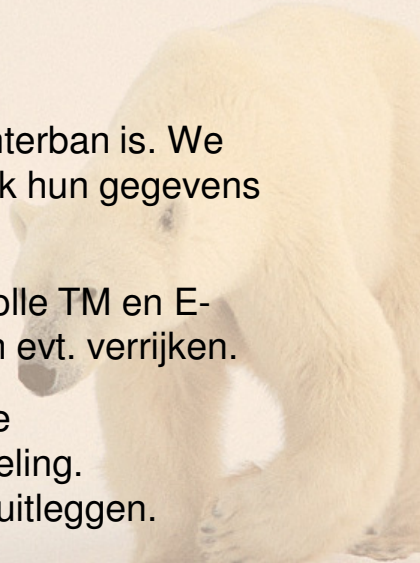 nterban is. We
k hun gegevens
olle TM en E-
n evt. verrijken.
e
eling.
uitleggen.